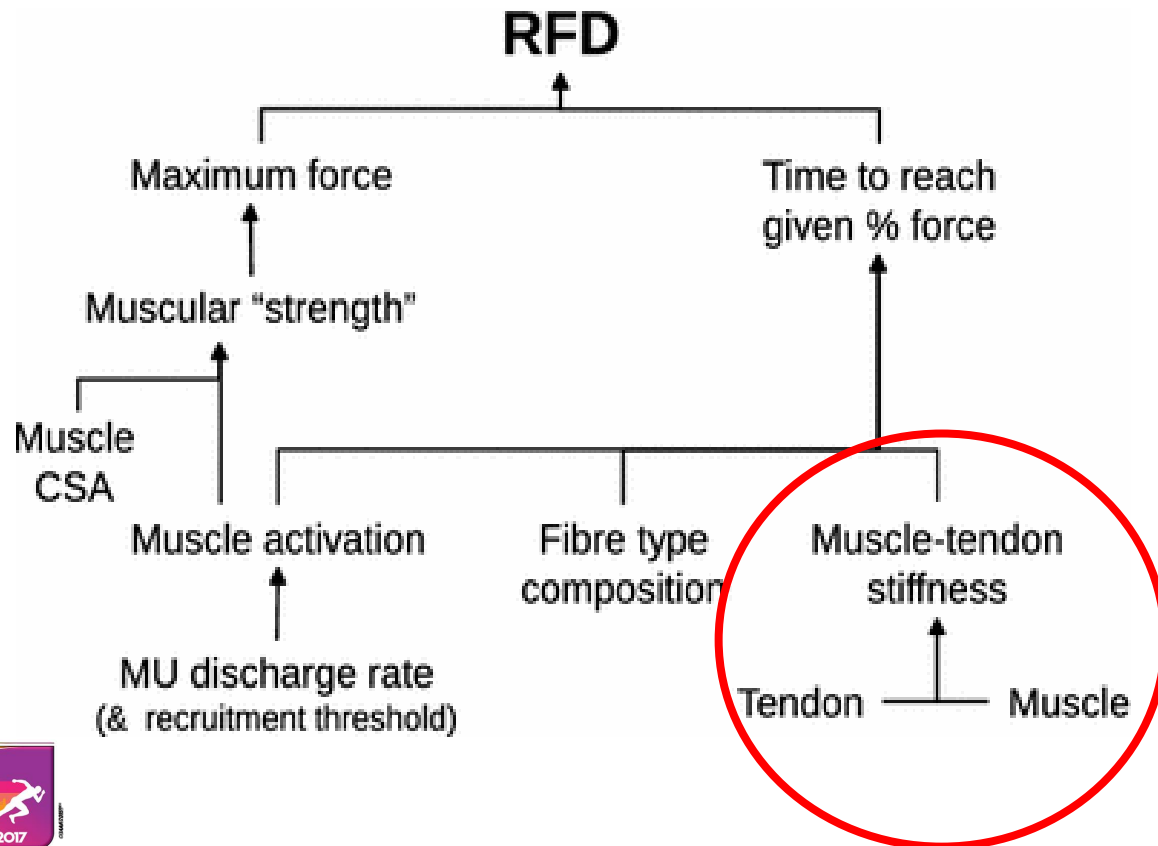 RFD
Maximum force
Time to reach
given % force
Muscular “strength”
Muscle
CSA
Muscle activation
Fibre type
composition
Muscle-tendon
stiffness
MU discharge rate
(& recruitment threshold)
Tendon
Muscle
2017